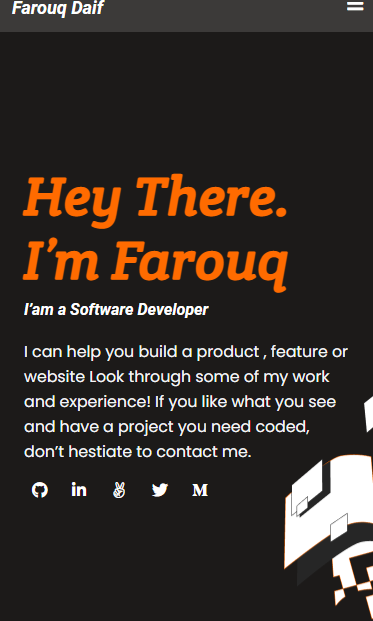 Farouq Daif
Hey There.
I’m Farouq
I’am a Software Developer
I can help you build a product , feature or
website Look through some of my work
and experience! If you like what you see
and have a project you need coded,
don’t hestiate to contact me.